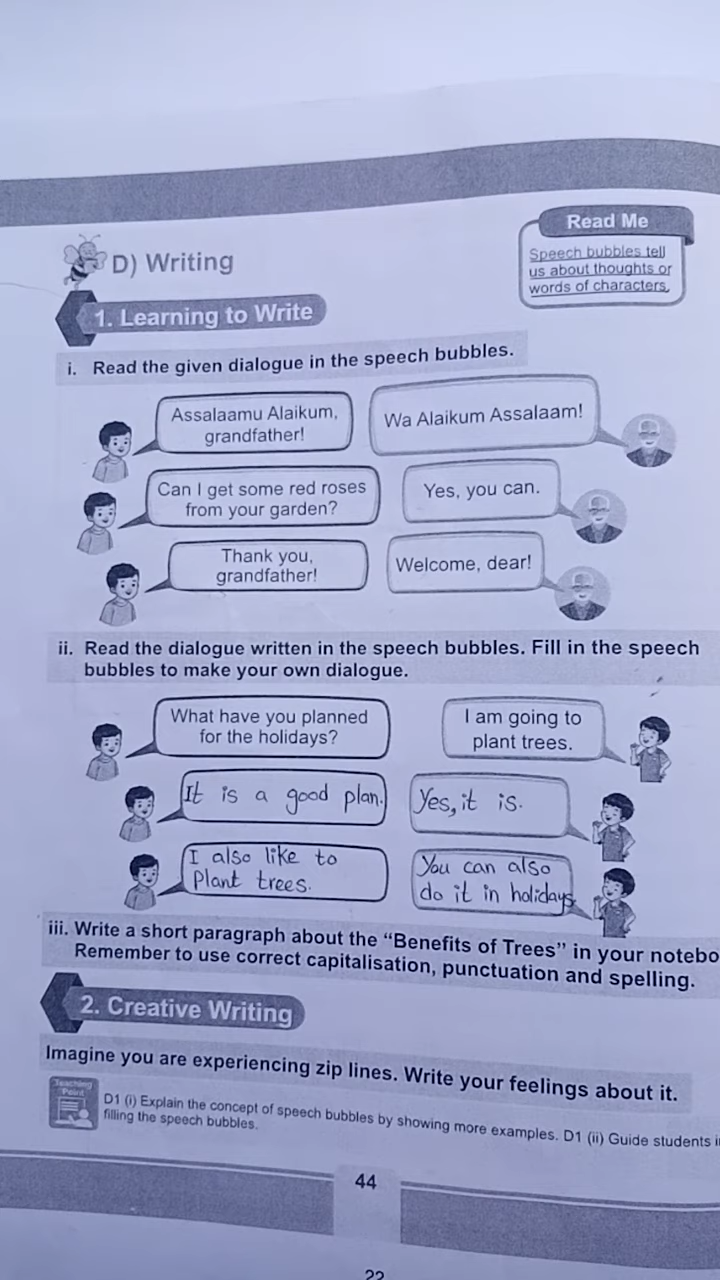 Read Me
Speech bubbles tell
us about thoughts or
words of characters.
D) Writing
1. Learning to Write
i. Read the given dialogue in the speech bubbles.
Assalaamu Alaikum,
grandfather!
Wa Alaikum Assalaam!
Can I get some red roses
from your garden?
Yes, you can.
Thank you,
grandfather!
Welcome, dear!
ii. Read the dialogue written in the speech bubbles. Fill in the speech
bubbles to make your own dialogue.
What have you planned
for the holidays?
I am going to
plant trees.
It is a good plan.
Yes, it is.
I also like to
Plant trees.
You can also
do it in holidays.
iii. Write a short paragraph about the “Benefits of Trees” in your notebo
Remember to use correct capitalisation, punctuation and spelling.
2. Creative Writing
Imagine you are experiencing zip lines. Write your feelings about it.
Teaching
Point
D1 (i) Explain the concept of speech bubbles by showing more examples. D1 (ii) Guide students i
filling the speech bubbles.
44
22